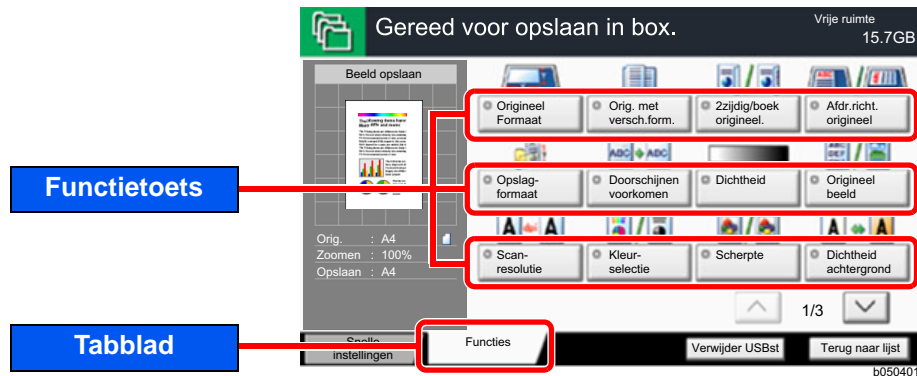 Gereed voor opslaan in box.
Vrije ruimte
15.7GB
Beeld opslaan
Origineel
Formaat
Orig. met
versch.form.
2zijdig/boek
origineel.
Afdr.richt.
origineel
Functietoets
Opslag-
formaat
Doorschijnen
voorkomen
Dichtheid
Origineel
beeld
ABC
ABC
A
A
A
A
Orig. : A4
Zoomen : 100%
Opslaan : A4
Scan-
resolutie
Kleur-
selectie
Scherpte
Dichtheid
achtergrond
1/3
Tabblad
Snelle
instellingen
Functies
Verwijder USBst
Terug naar lijst
b050401